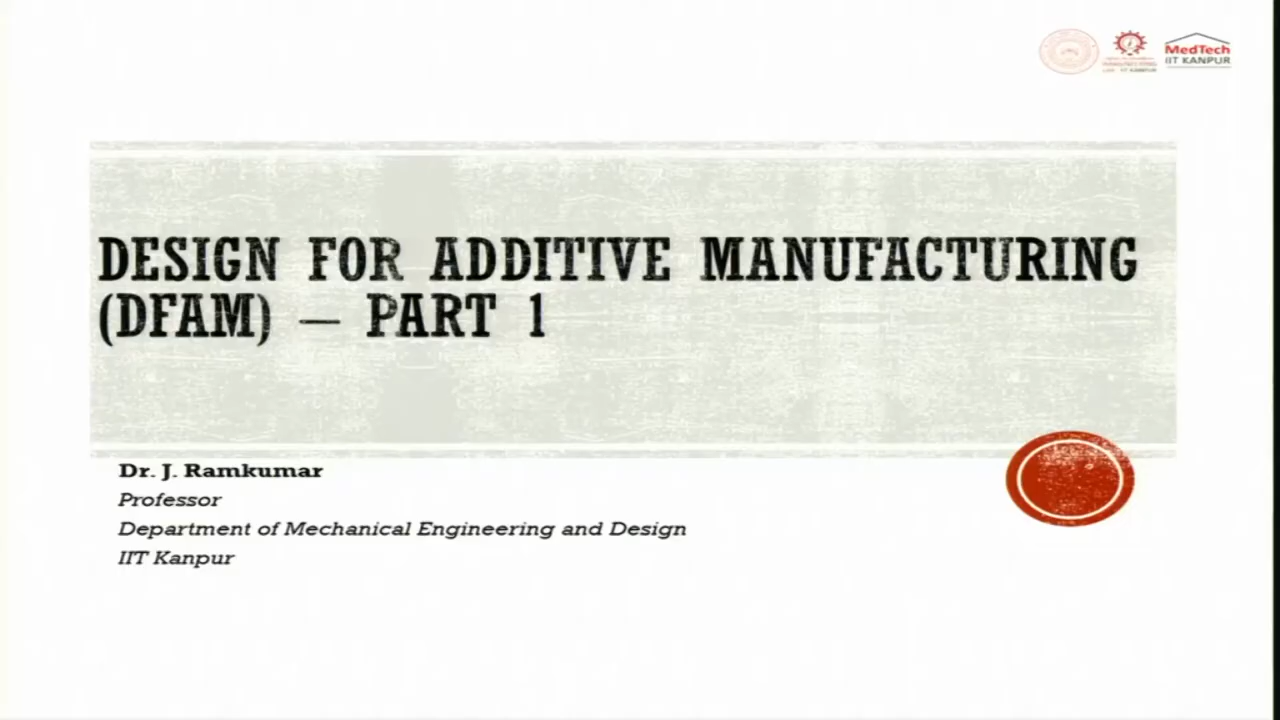 MedTech
IIT KANPUR
DESIGN FOR ADDITIVE MANUFACTURING
(DFAM) — PART 1
Dr. J. Ramkumar
Professor
Department of Mechanical Engineering and Design
IIT Kanpur